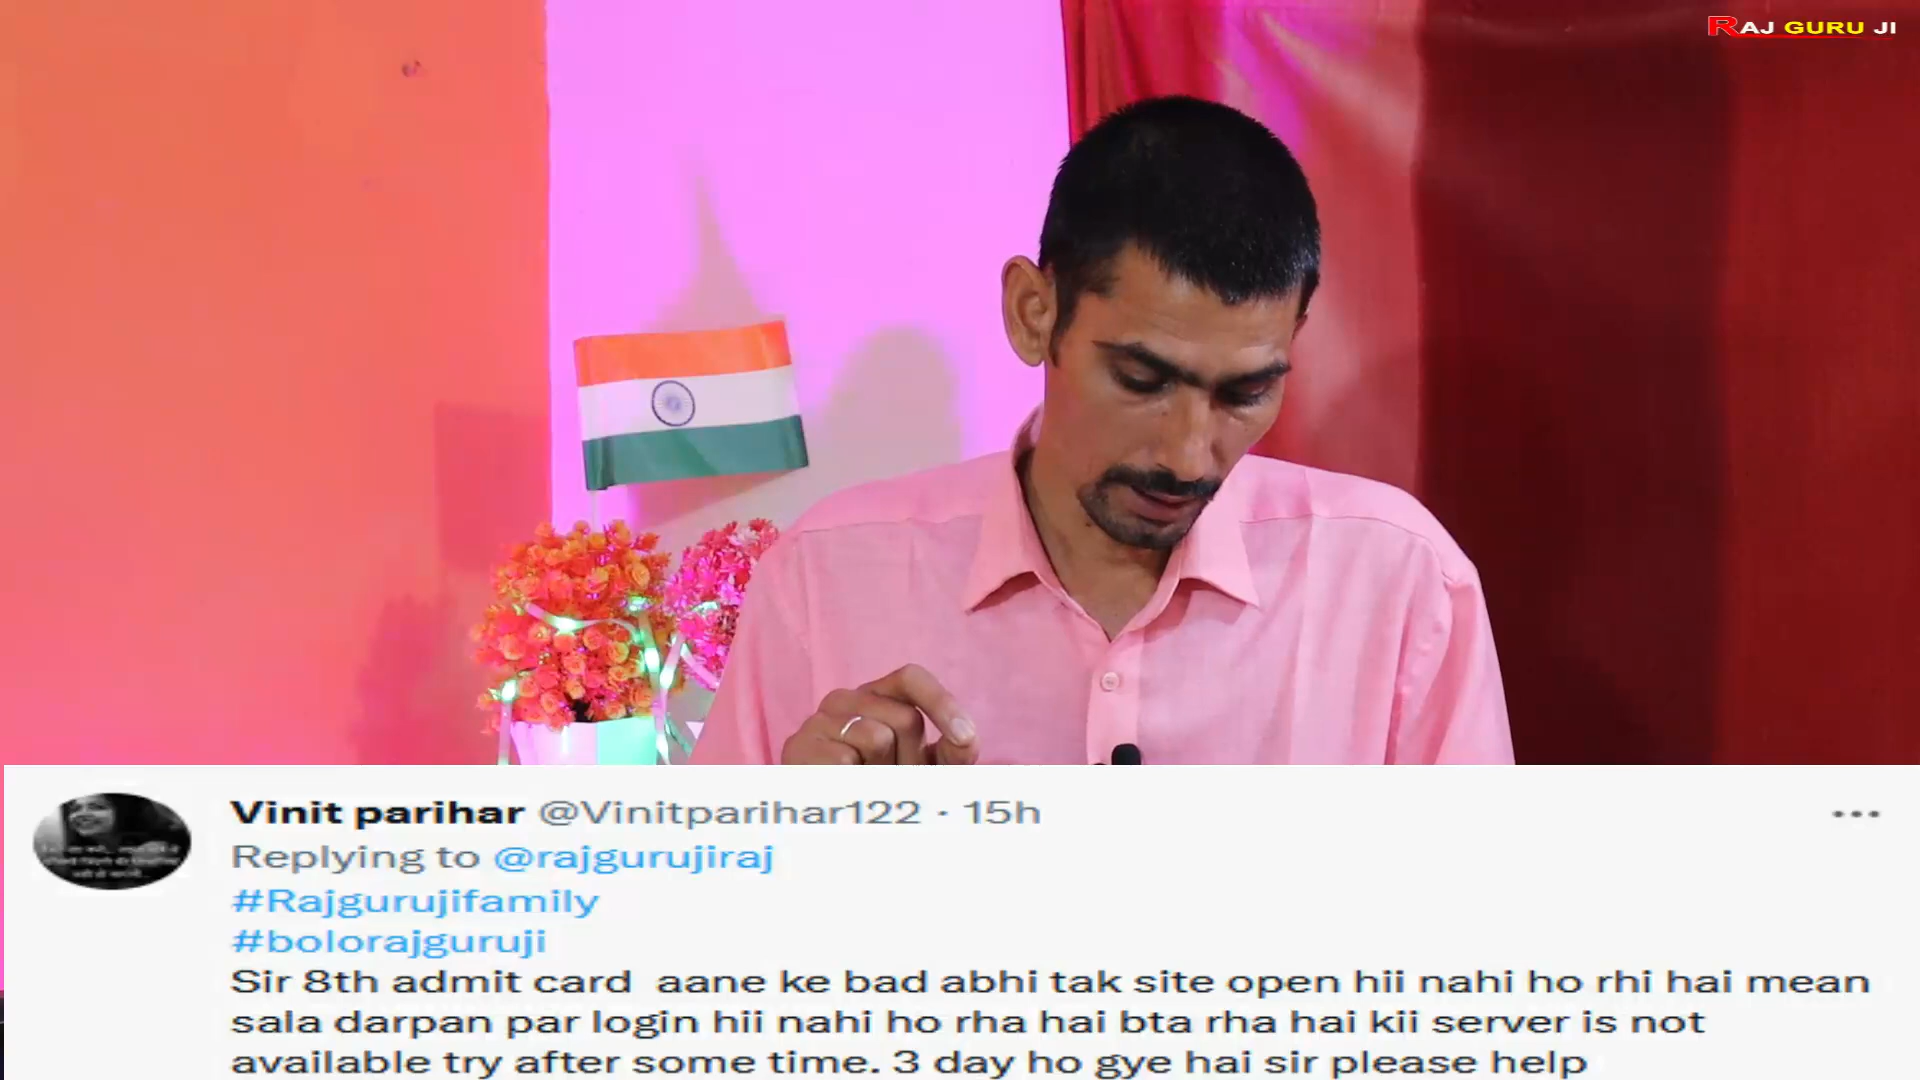 RAJ GURU JI
Vinit parihar @Vinitparihar122 · 15h
Replying to @rajgurujiraj
#Rajgurujifamily
#bolorajguruji
Sir 8th admit card aane ke bad abhi tak site open hii nahi ho rhi hai mean
sala darpan par login hii nahi ho rha hai bta rha hai kii server is not
available try after some time. 3 day ho gye hai sir please help